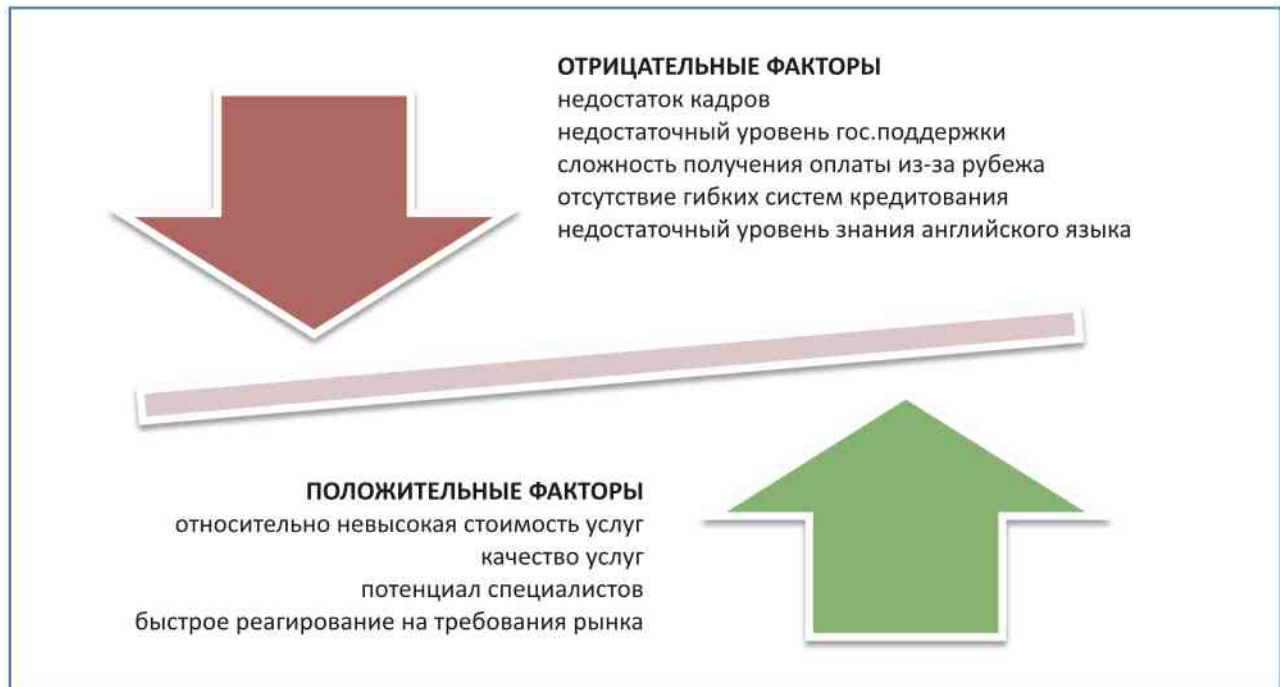 ОТРИЦАТЕЛЬНЫЕ ФАКТОРЫ
недостаток кадров
недостаточный уровень гос.поддержки
сложность получения оплаты из-за рубежа
отсутствие гибких систем кредитования
недостаточный уровень знания английского языка
ПОЛОЖИТЕЛЬНЫЕ ФАКТОРЫ
относительно невысокая стоимость услуг
качество услуг
потенциал специалистов
быстрое реагирование на требования рынка